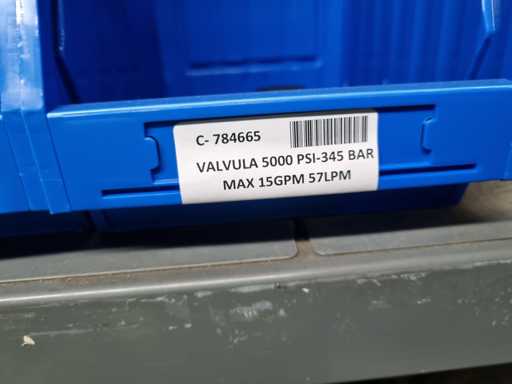 C- 784665
VALVULA 5000 PSI-345 BAR
MAX 15GPM 57LPM